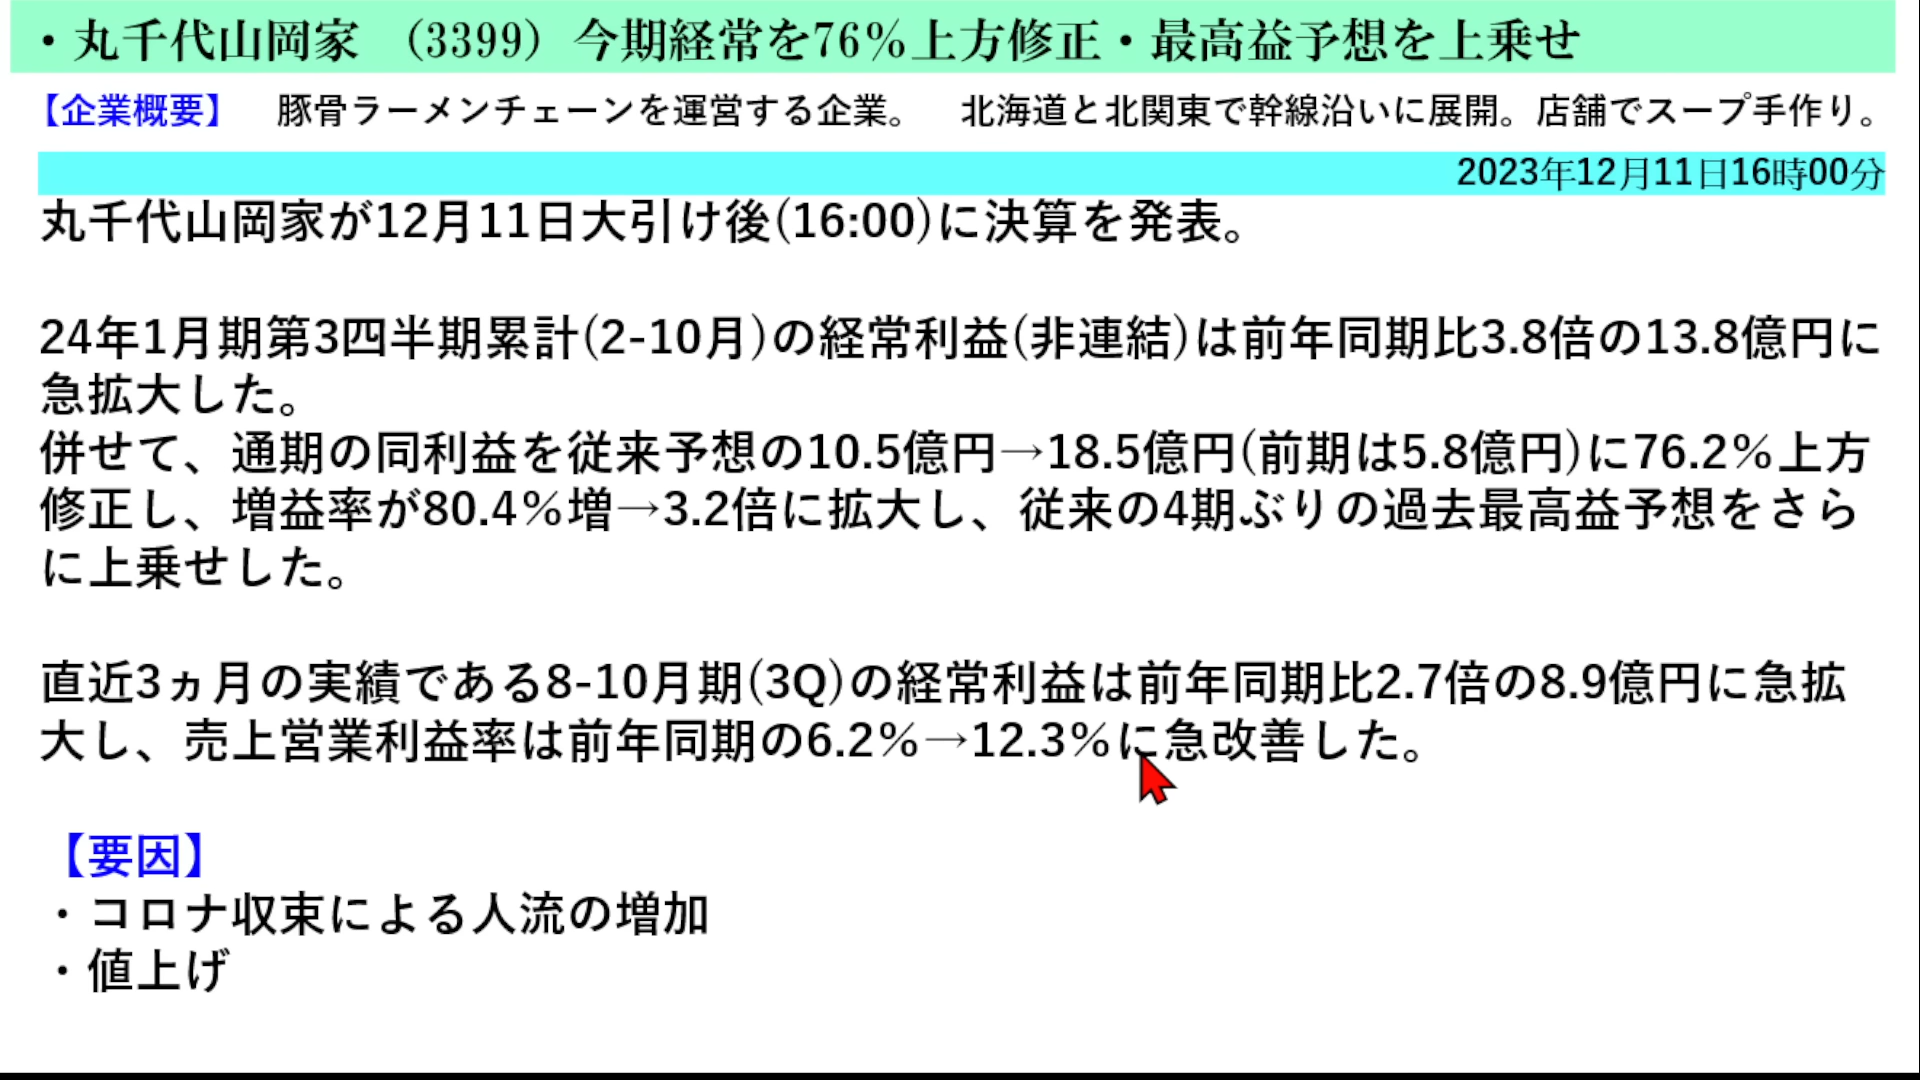 ・丸千代山岡家 （3399）今期経常を76％上方修正・最高益予想を上乗せ
【企業概要】 豚骨ラーメンチェーンを運営する企業。 北海道と北関東で幹線沿いに展開。店舗でスープ手作り。
2023年12月11日16時00分
丸千代山岡家が12月11日大引け後(16:00)に決算を発表。
24年1月期第3四半期累計(2-10月)の経常利益(非連結)は前年同期比3.8倍の13.8億円に
急拡大した。
併せて、通期の同利益を従来予想の10.5億円→18.5億円(前期は5.8億円)に76.2％上方
修正し、増益率が80.4％増→3.2倍に拡大し、従来の4期ぶりの過去最高益予想をさら
に上乗せした。
直近3ヵ月の実績である8-10月期(3Q)の経常利益は前年同期比2.7倍の8.9億円に急拡
大し、売上営業利益率は前年同期の6.2％→12.3％に急改善した。
【要因】
・コロナ収束による人流の増加
・値上げ